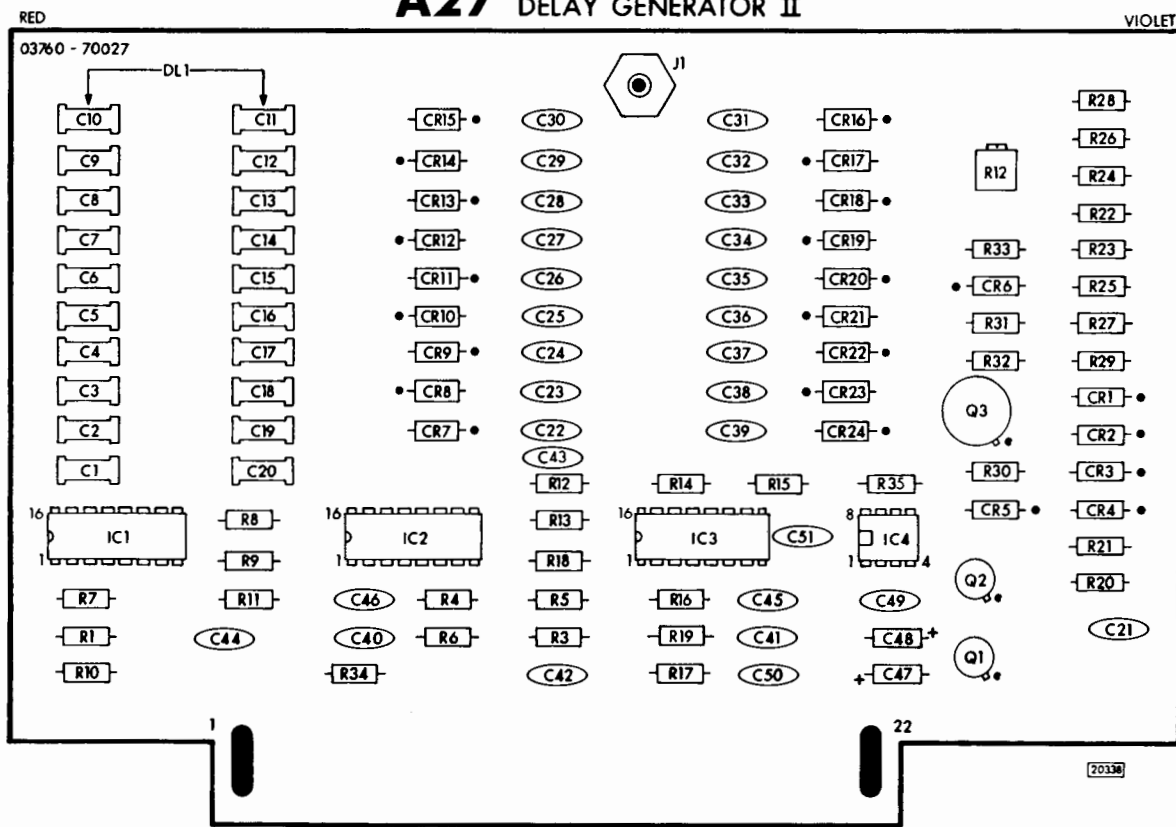 A27 DELAY GENERATOR II
RED VIOLET
03760 - 70027
DL1 J1
R28
C10 C11 CR15 C30 C31 CR16
R26
C9 C12 CR14 C29 C32 CR17 R12
R24
C8 C13 CR13 C28 C33 CR18
R22
C7 C14 CR12 C27 C34 CR19 R33 R23
C6 C15 CR11 C26 C35 CR20 CR6 R25
C5 C16 CR10 C25 C36 CR21 R31 R27
C4 C17 CR9 C24 C37 CR22 R32 R29
C3 C18 CR8 C23 C38 CR23 CR1
Q3
C2 C19 CR7 C22 C39 CR24 CR2
C43
C1 C20 R30 CR3
R12 R14 R15 R35
16 16 16 8 CR5 CR4
R8 R13
IC1 IC2 IC3 C51 IC4 R21
1 R9 1 R18 1 1 4
Q2 R20
R7 R11 C46 R4 R5 R16 C45 C49
C21
R1 C44 C40 R6 R3 R19 C41 C48 +
Q1
R10 R34 C42 R17 C50 + C47
1 22
20338